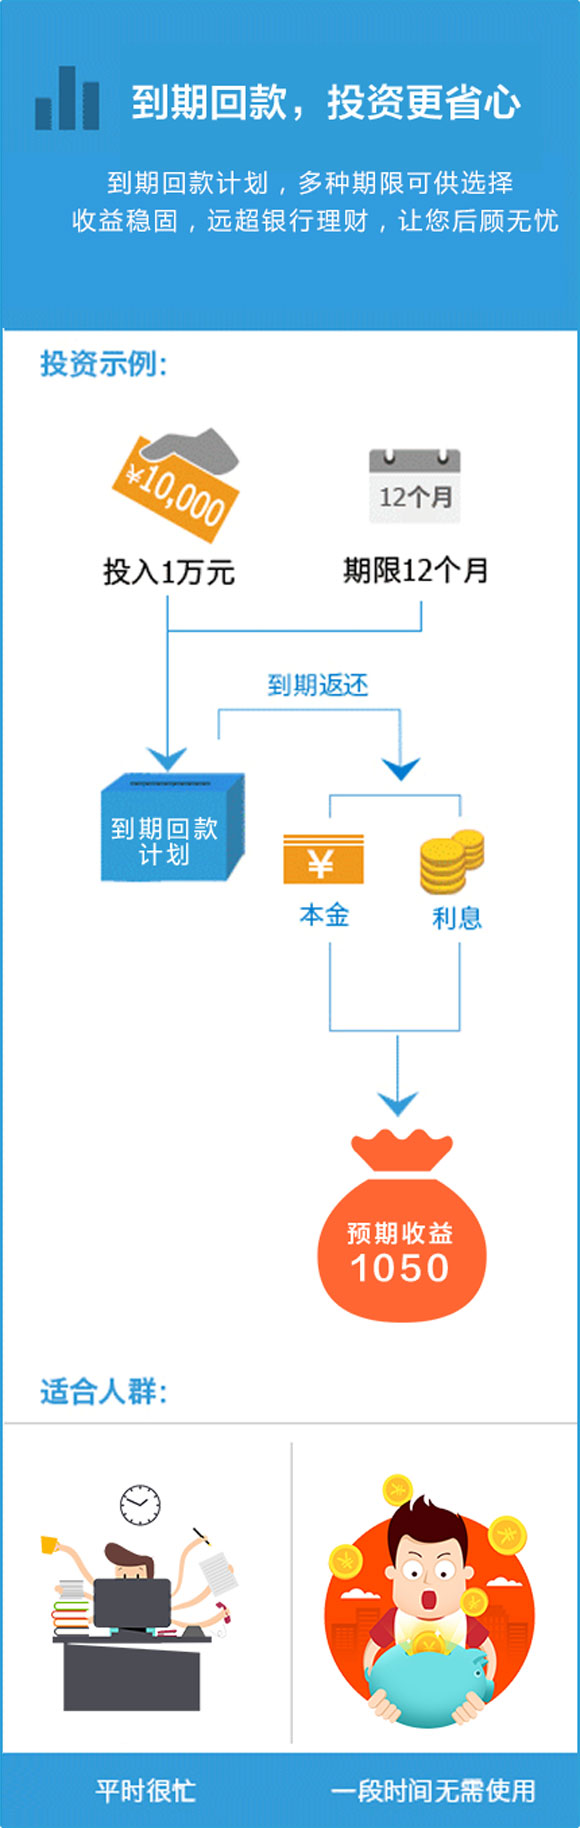 到期回款，投资更省心
到期回款计划，多种期限可供选择
收益稳固，远超银行理财，让您后顾无忧
投资示例：
¥10,000
12个月
投入1万元
期限12个月
到期返还
到期回款
计划
¥
本金
利息
预期收益
1050
适合人群：
平时很忙
一段时间无需使用